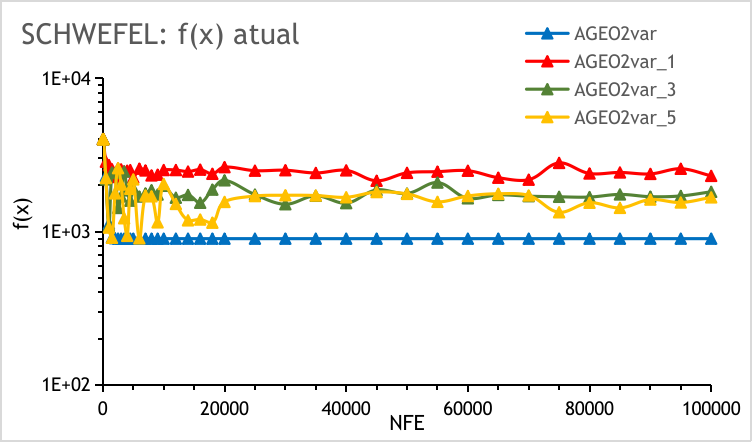 SCHWEFEL: f(x) atual
AGEO2var
AGEO2var_1
AGEO2var_3
AGEO2var_5
1E+04
1E+03
1E+02
f(x)
0 20000 40000 60000 80000 100000
NFE